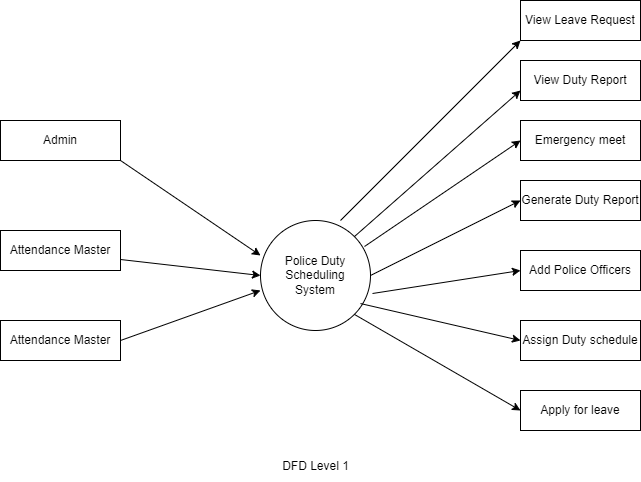 View Leave Request
View Duty Report
Admin
Emergency meet
Generate Duty Report
Attendance Master
Police Duty
Scheduling
System
Add Police Officers
Attendance Master
Assign Duty schedule
Apply for leave
DFD Level 1